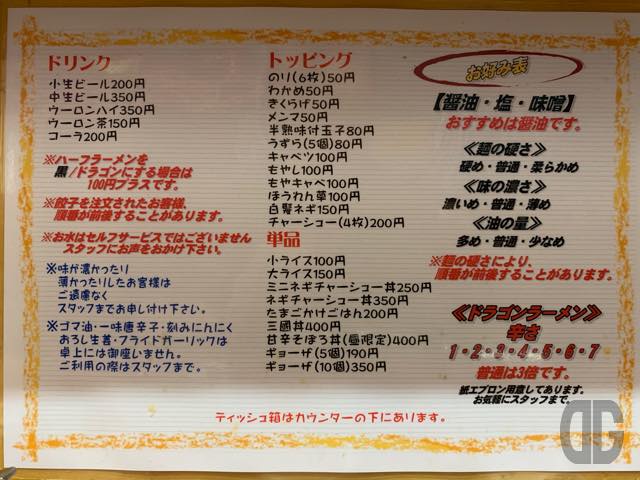 ドリンク
小生ビール200円
中生ビール350円
ウーロンハイ350円
ウーロン茶150円
コーラ200円
※ハーフラーメンを
黒/ドラゴンにする場合は
100円プラスです。
※餃子を注文されたお客様、
順番が前後することがあります。
※お水はセルフサービスではございません
スタッフにお声をおかけ下さい。
※味が濃かったり
薄かったりしたお客様は
ご遠慮なく
スタッフまでお申し付け下さい。
※ゴマ油・一味唐辛子・刻みにんにく
おろし生姜・フライドガーリックは
卓上には御座いません。
ご利用の際はスタッフまで。
トッピング
のり(6枚)50円
わかめ50円
きくらげ50円
メンマ50円
半熟味付玉子80円
うずら(5個)80円
キャベツ100円
もやし100円
もやキャベ100円
ほうれん草100円
白髪ネギ150円
チャーショー(4枚)200円
単品
小ライス100円
大ライス150円
ミニネギチャーショー丼250円
ネギチャーショー丼350円
たまごかけごはん200円
三國丼400円
甘辛そぼろ丼(昼限定)400円
ギョーザ(5個)190円
ギョーザ(10個)350円
お好み表
【醤油・塩・味噌】
おすすめは醤油です。
≪麺の硬さ≫
硬め・普通・柔らかめ
≪味の濃さ≫
濃いめ・普通・薄め
≪油の量≫
多め・普通・少なめ
※麺の硬さにより、
順番が前後することがあります。
≪ドラゴンラーメン≫
辛さ
1・2・3・4・5・6・7
普通は3倍です。
紙エプロン用意してあります。
お気軽にスタッフまで。
ティッシュ箱はカウンターの下にあります。
DG